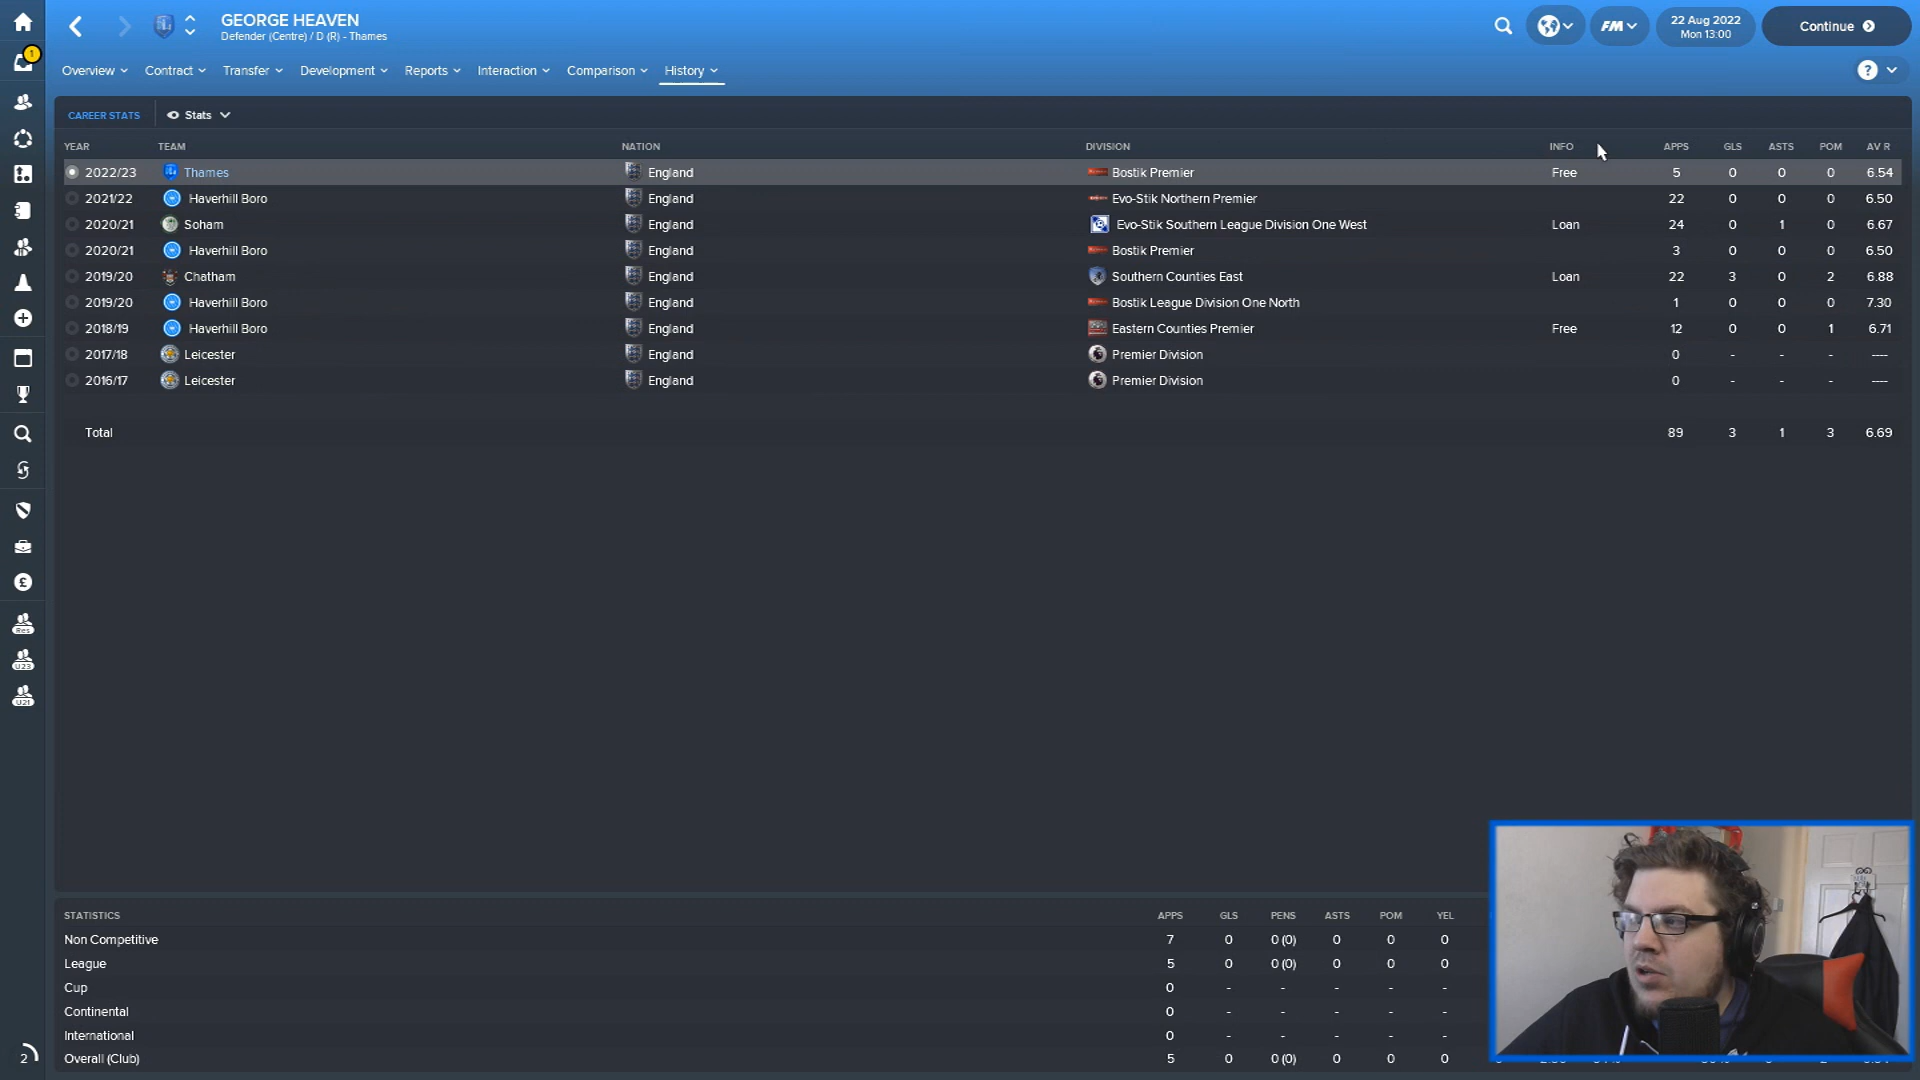 GEORGE HEAVEN
Defender (Centre) / D (R) - Thames
22 Aug 2022
Mon 13:00
FM
Continue
1
Overview
Contract
Transfer
Development
Reports
Interaction
Comparison
History
?
CAREER STATS
Stats
YEAR TEAM NATION DIVISION INFO APPS GLS ASTS POM AV R
2022/23 Thames England Bostik Premier Free 5 0 0 0 6.54
2021/22 Haverhill Boro England Evo-Stik Northern Premier 22 0 0 0 6.50
2020/21 Soham England Evo-Stik Southern League Division One West Loan 24 0 1 0 6.67
2020/21 Haverhill Boro England Bostik Premier 3 0 0 0 6.50
2019/20 Chatham England Southern Counties East Loan 22 3 0 2 6.88
2019/20 Haverhill Boro England Bostik League Division One North 1 0 0 0 7.30
2018/19 Haverhill Boro England Eastern Counties Premier Free 12 0 0 1 6.71
2017/18 Leicester England Premier Division 0 - - - ----
2016/17 Leicester England Premier Division 0 - - - ----
Total 89 3 1 3 6.69
Res
U23
U21
2
STATISTICS APPS GLS PENS ASTS POM YEL
Non Competitive 7 0 0 (0) 0 0 0
League 5 0 0 (0) 0 0 0
Cup 0 - - - - -
Continental 0 - - - - -
International 0 - - - - -
Overall (Club) 5 0 0 (0) 0 0 0